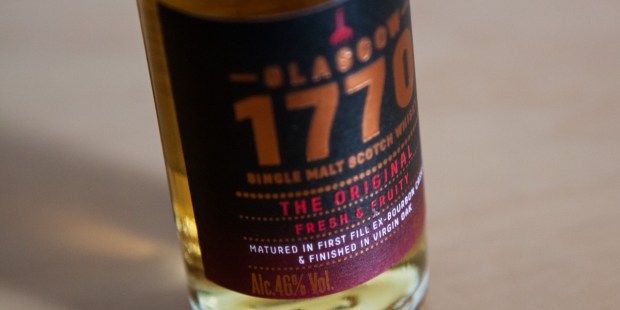 GLASGOW
1770
SINGLE MALT SCOTCH WHISKY
THE ORIGINAL
FRESH & FRUITY
MATURED IN FIRST FILL EX-BOURBON CASKS
& FINISHED IN VIRGIN OAK
Alc.46% Vol.